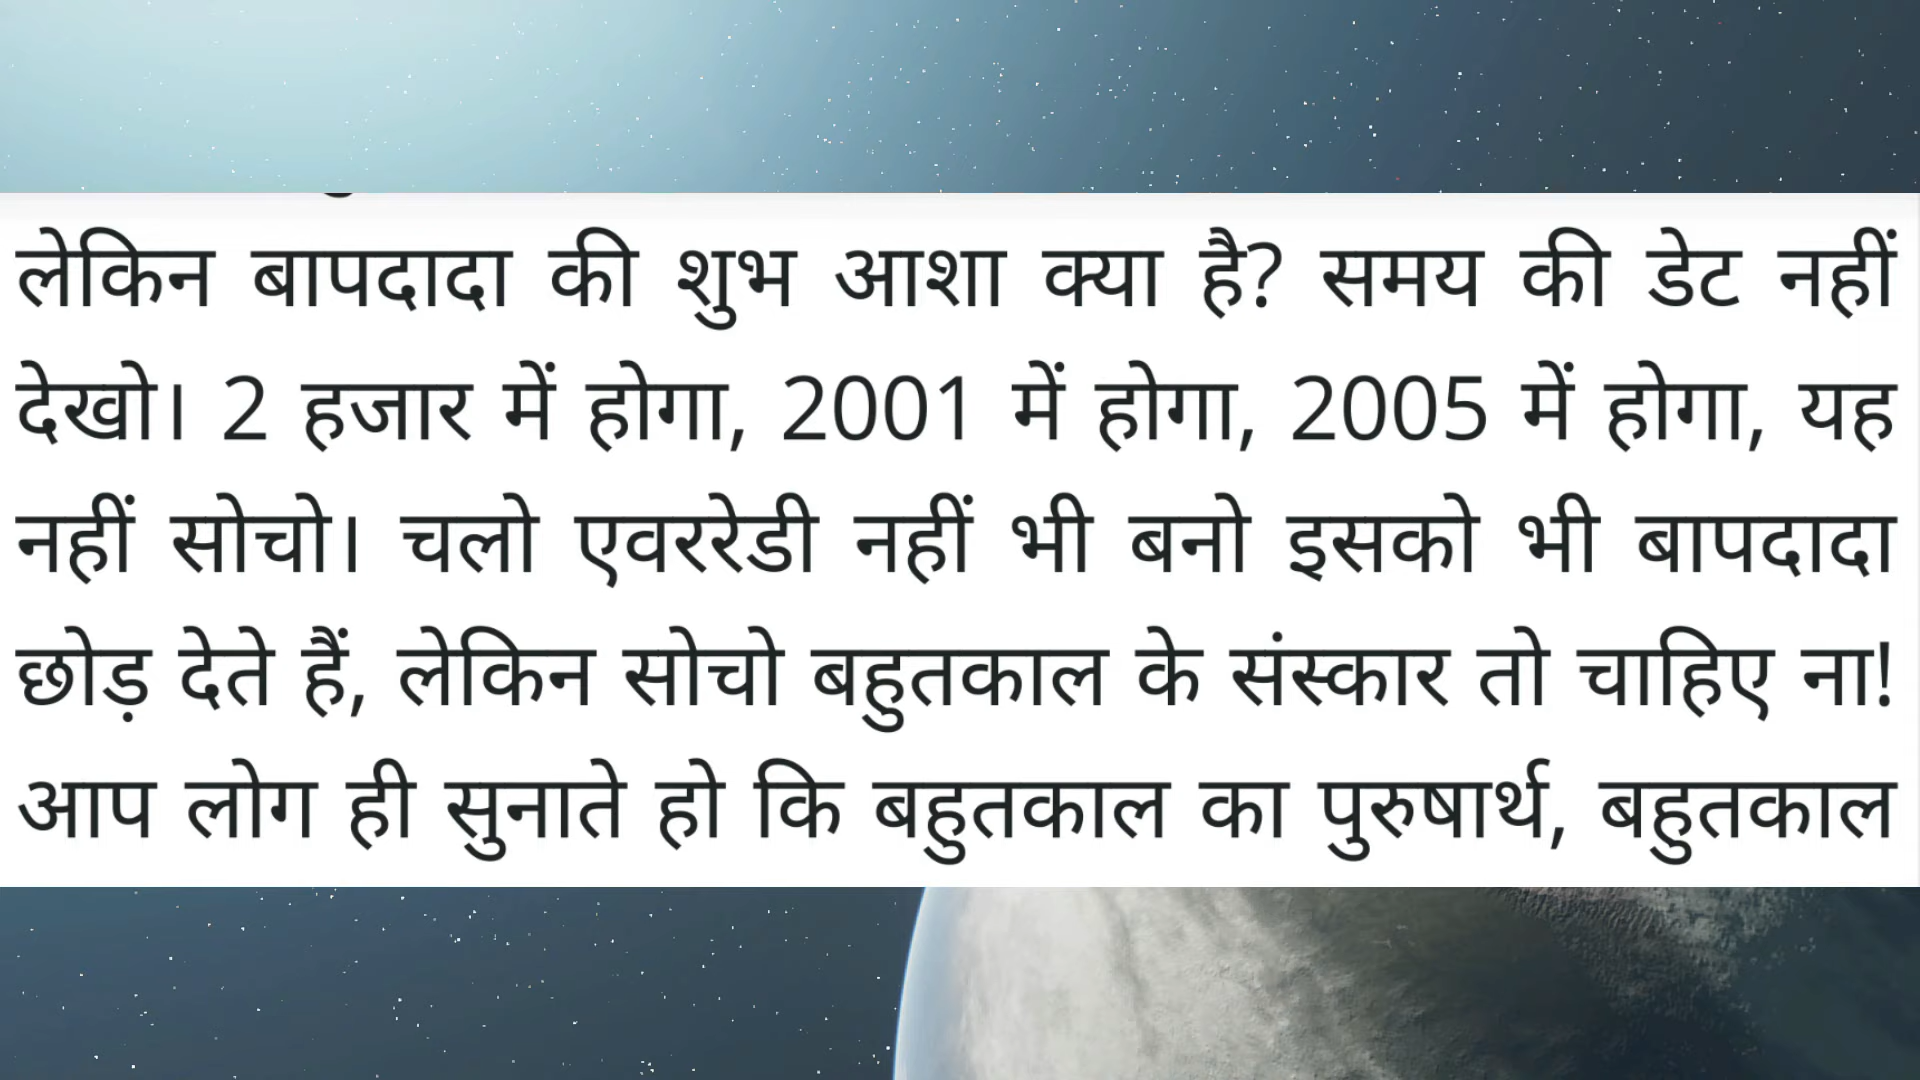 लेकिन बापदादा की शुभ आशा क्या है? समय की डेट नहीं
देखो। 2 हजार में होगा, 2001 में होगा, 2005 में होगा, यह
नहीं सोचो। चलो एवररेडी नहीं भी बनो इसको भी बापदादा
छोड़ देते हैं, लेकिन सोचो बहुतकाल के संस्कार तो चाहिए ना!
आप लोग ही सुनाते हो कि बहुतकाल का पुरुषार्थ, बहुतकाल